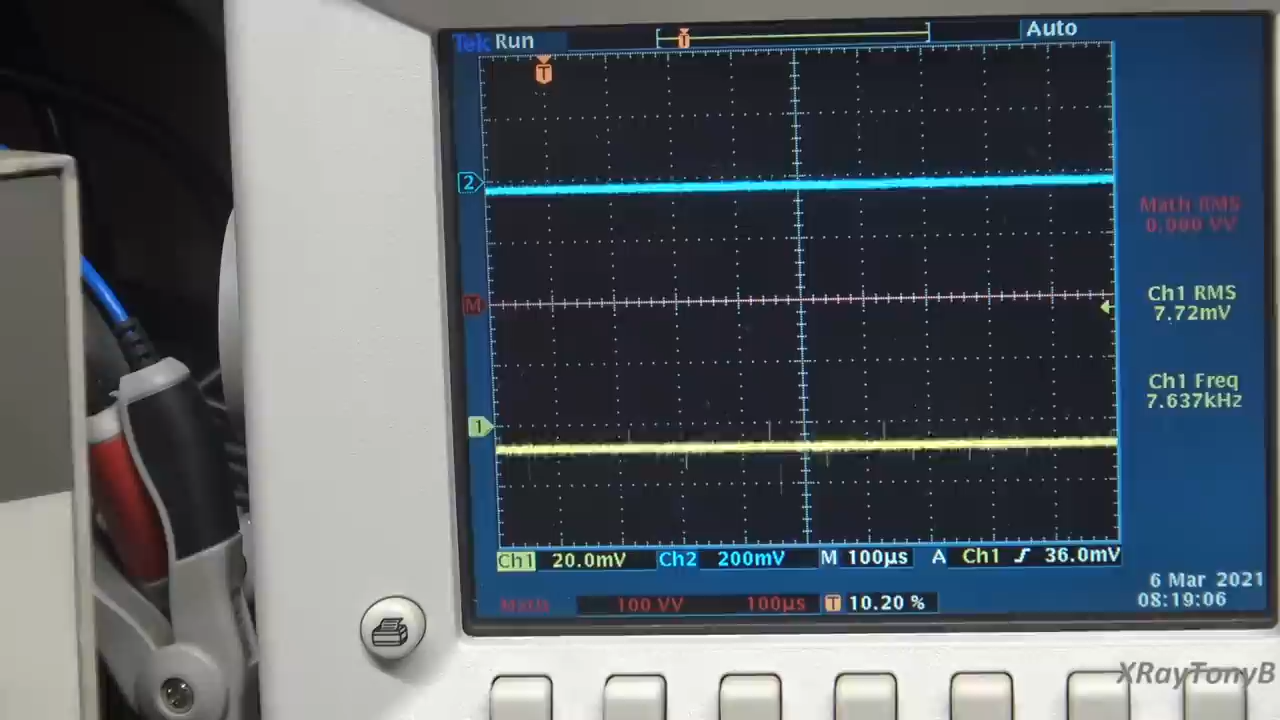 Tek Run
Auto
T
T
2
Math RMS
0.000 VV
M
Ch1 RMS
7.72mV
Ch1 Freq
7.637kHz
1
Ch1 20.0mV Ch2 200mV M 100µs A Ch1 36.0mV
Math 100 VV 100µs T 10.20 %
6 Mar 2021
08:19:06
XRayTonyB